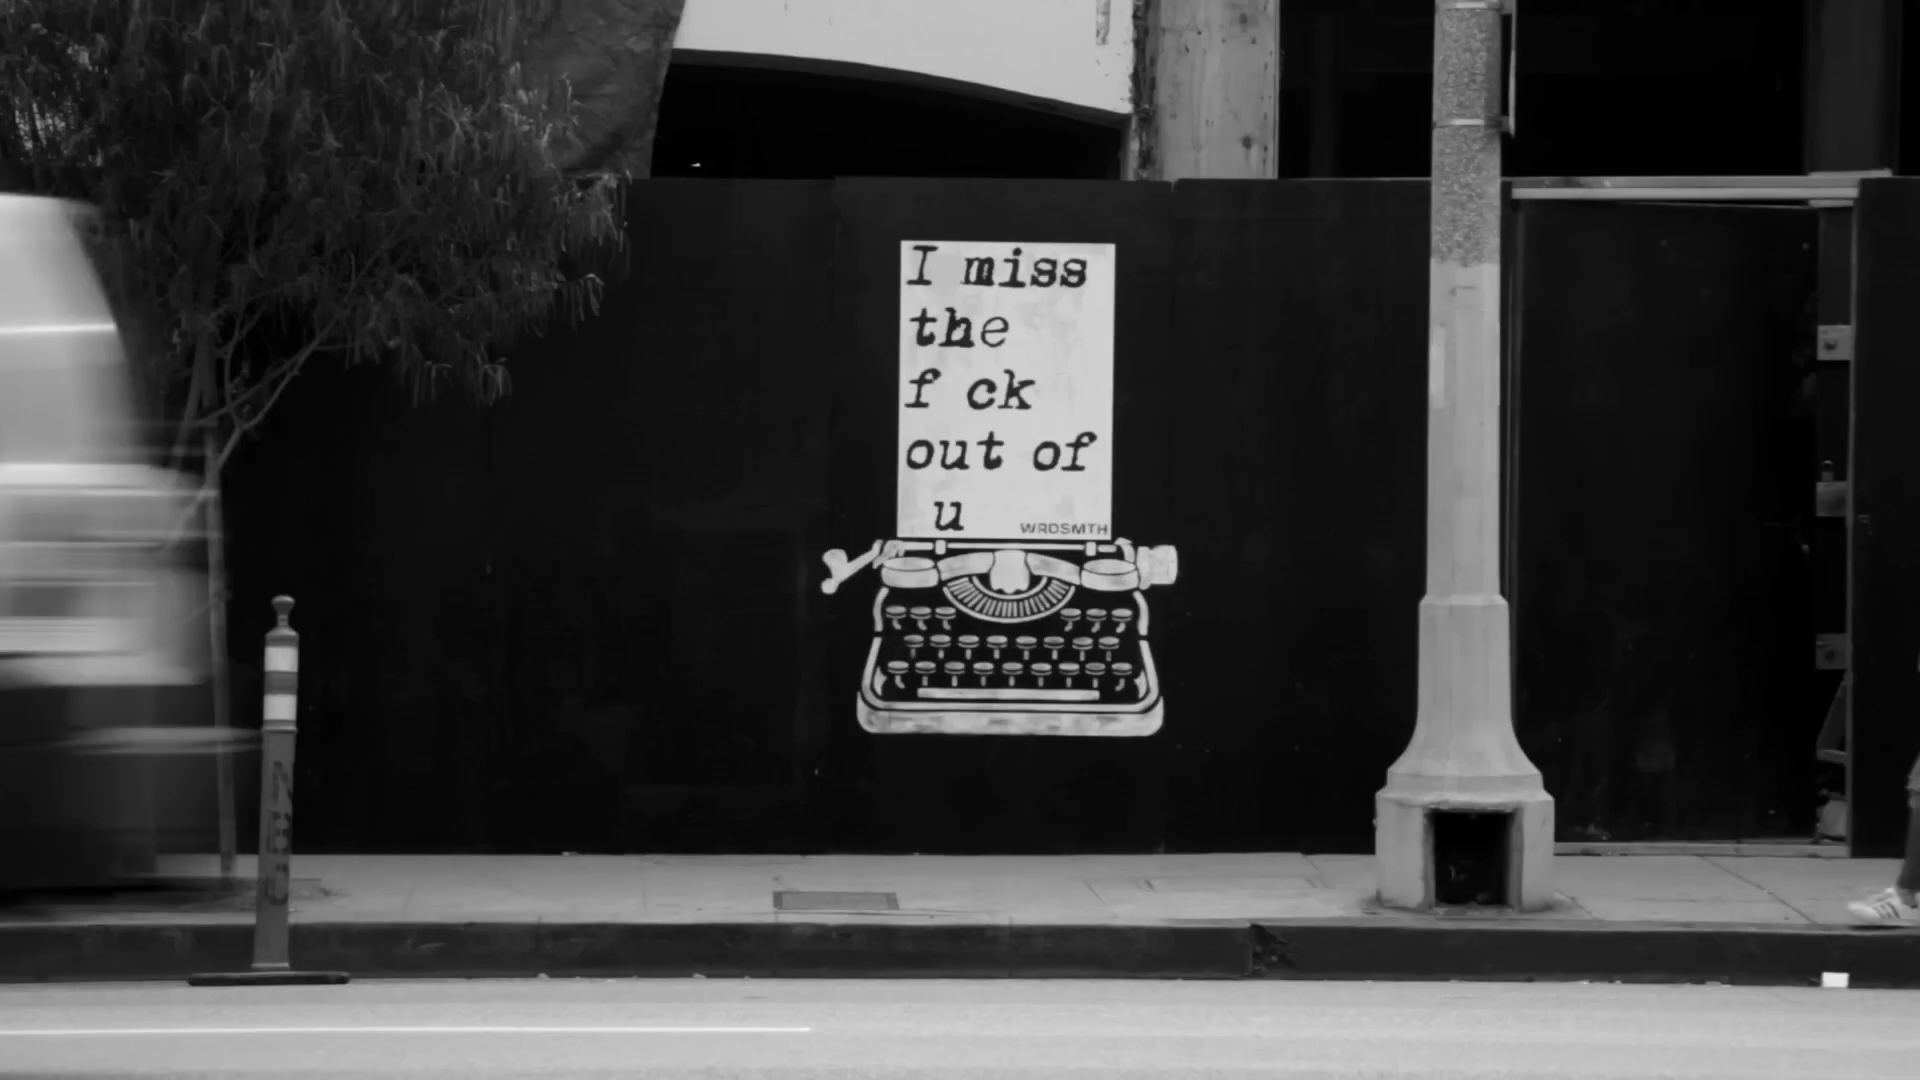 I miss
the
f ck
out of
u
WRDSMTH